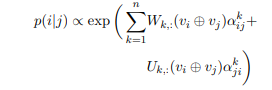 p(i|j) ∝ exp ( ∑_{k=1}^{n} W_{k,:}(v_i ⊕ v_j)α_{ij}^{k} +
U_{k,:}(v_i ⊕ v_j)α_{ji}^{k} )